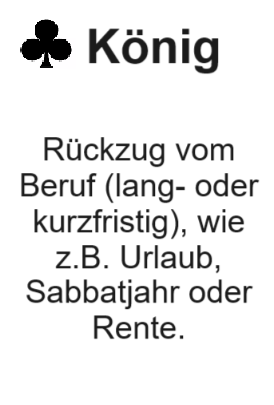 ♣ König
Rückzug vom
Beruf (lang- oder
kurzfristig), wie
z.B. Urlaub,
Sabbatjahr oder
Rente.